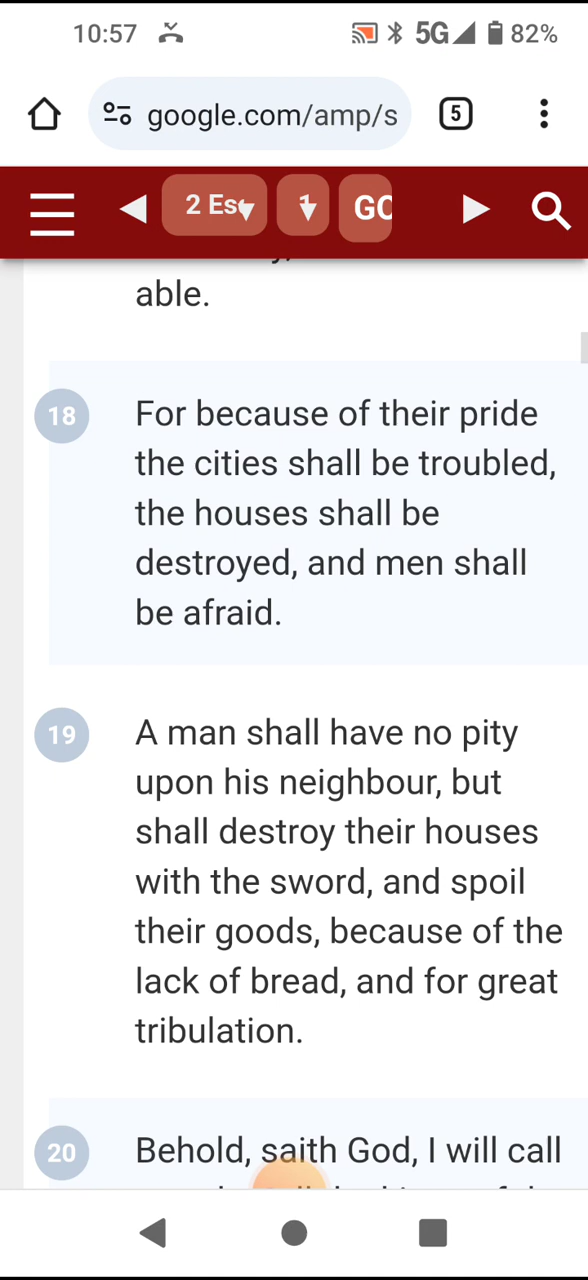 10:57 5G 82%
google.com/amp/s 5
2 Es GO
able.
18 For because of their pride
the cities shall be troubled,
the houses shall be
destroyed, and men shall
be afraid.
19 A man shall have no pity
upon his neighbour, but
shall destroy their houses
with the sword, and spoil
their goods, because of the
lack of bread, and for great
tribulation.
20 Behold, saith God, I will call